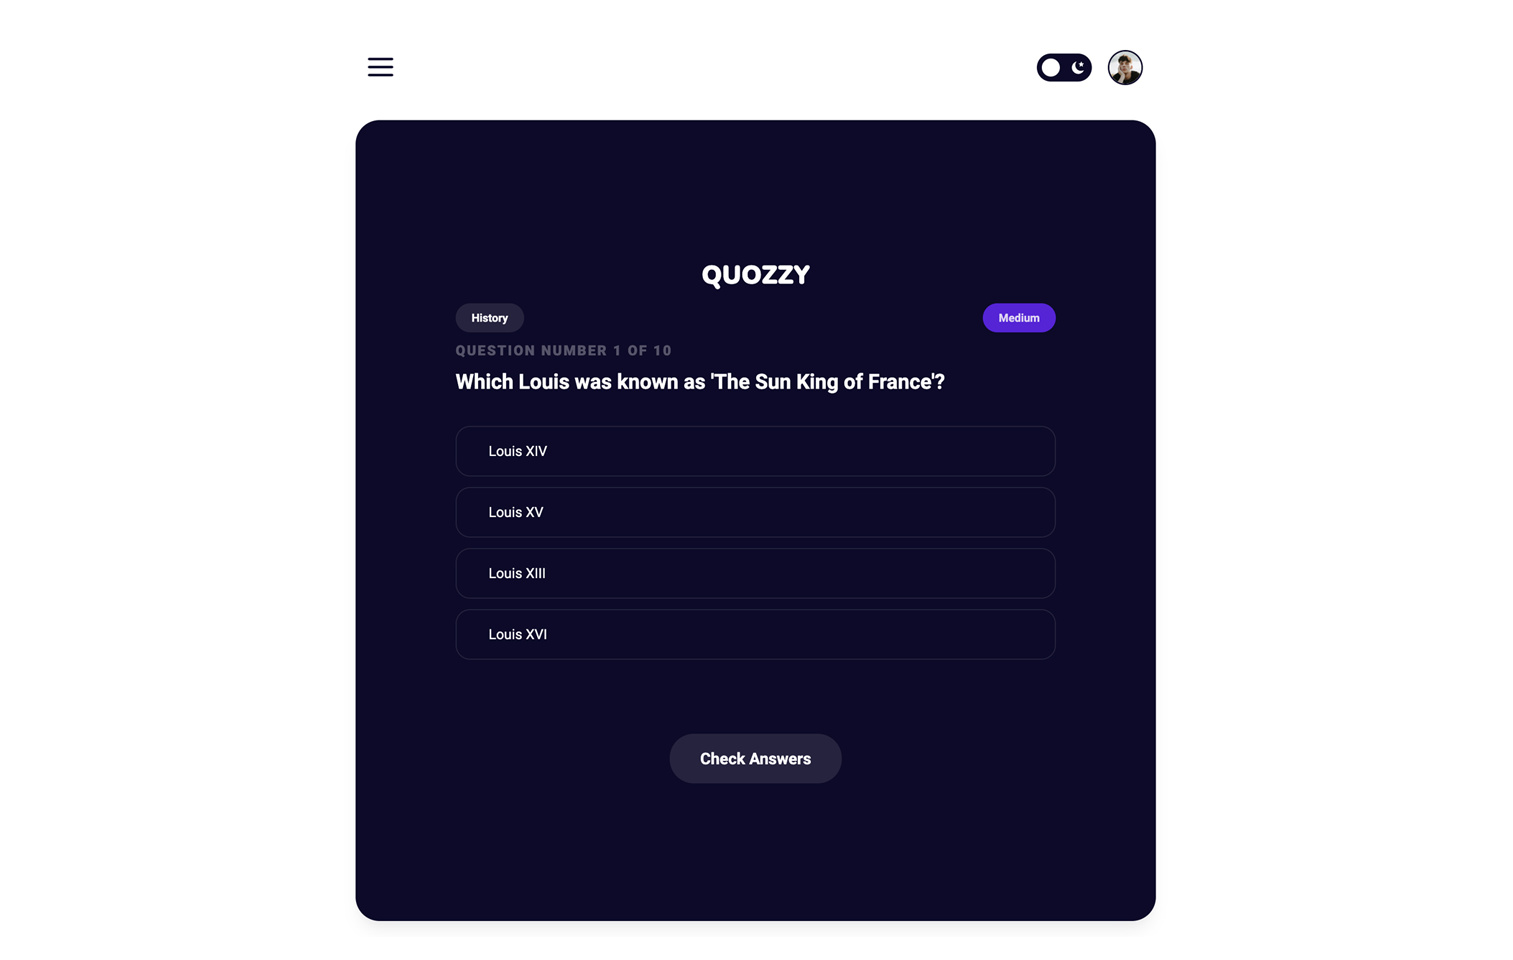 QUOZZY
History
Medium
QUESTION NUMBER 1 OF 10
Which Louis was known as 'The Sun King of France'?
Louis XIV
Louis XV
Louis XIII
Louis XVI
Check Answers